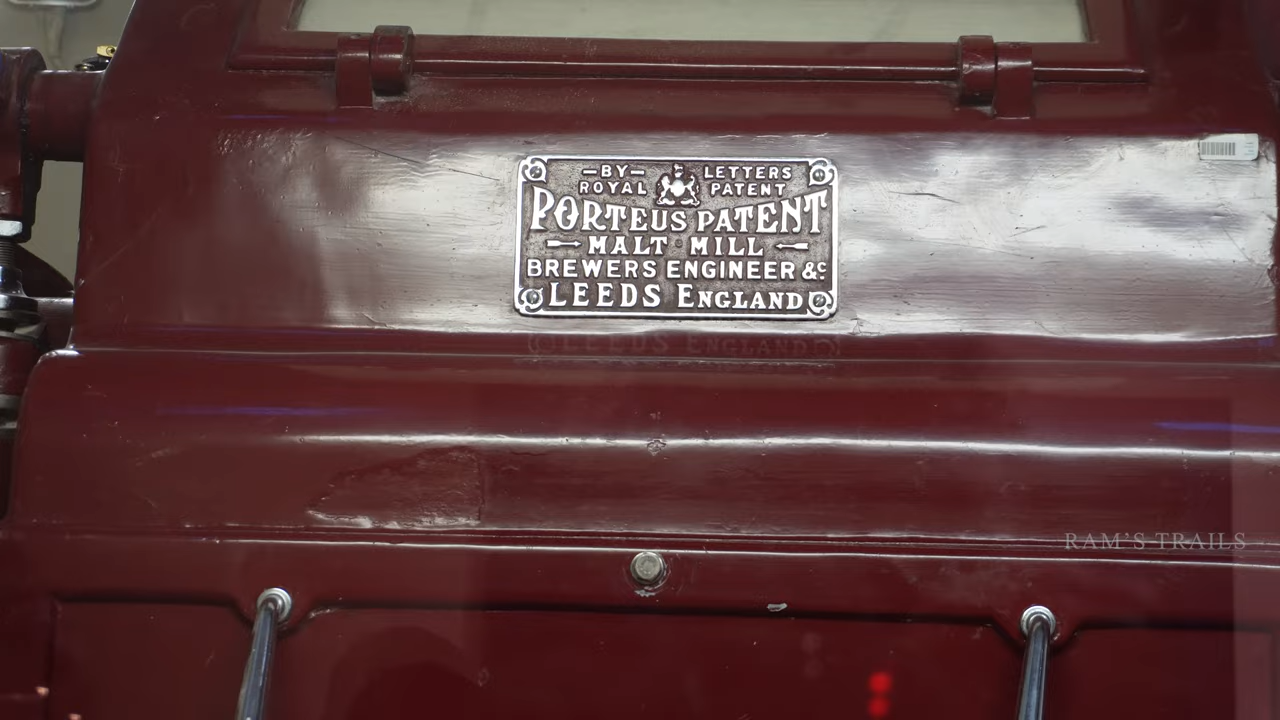 —BY— LETTERS
ROYAL PATENT
PORTEUS PATENT
MALT MILL
BREWERS ENGINEER &c
LEEDS ENGLAND
RAM'S TRAILS